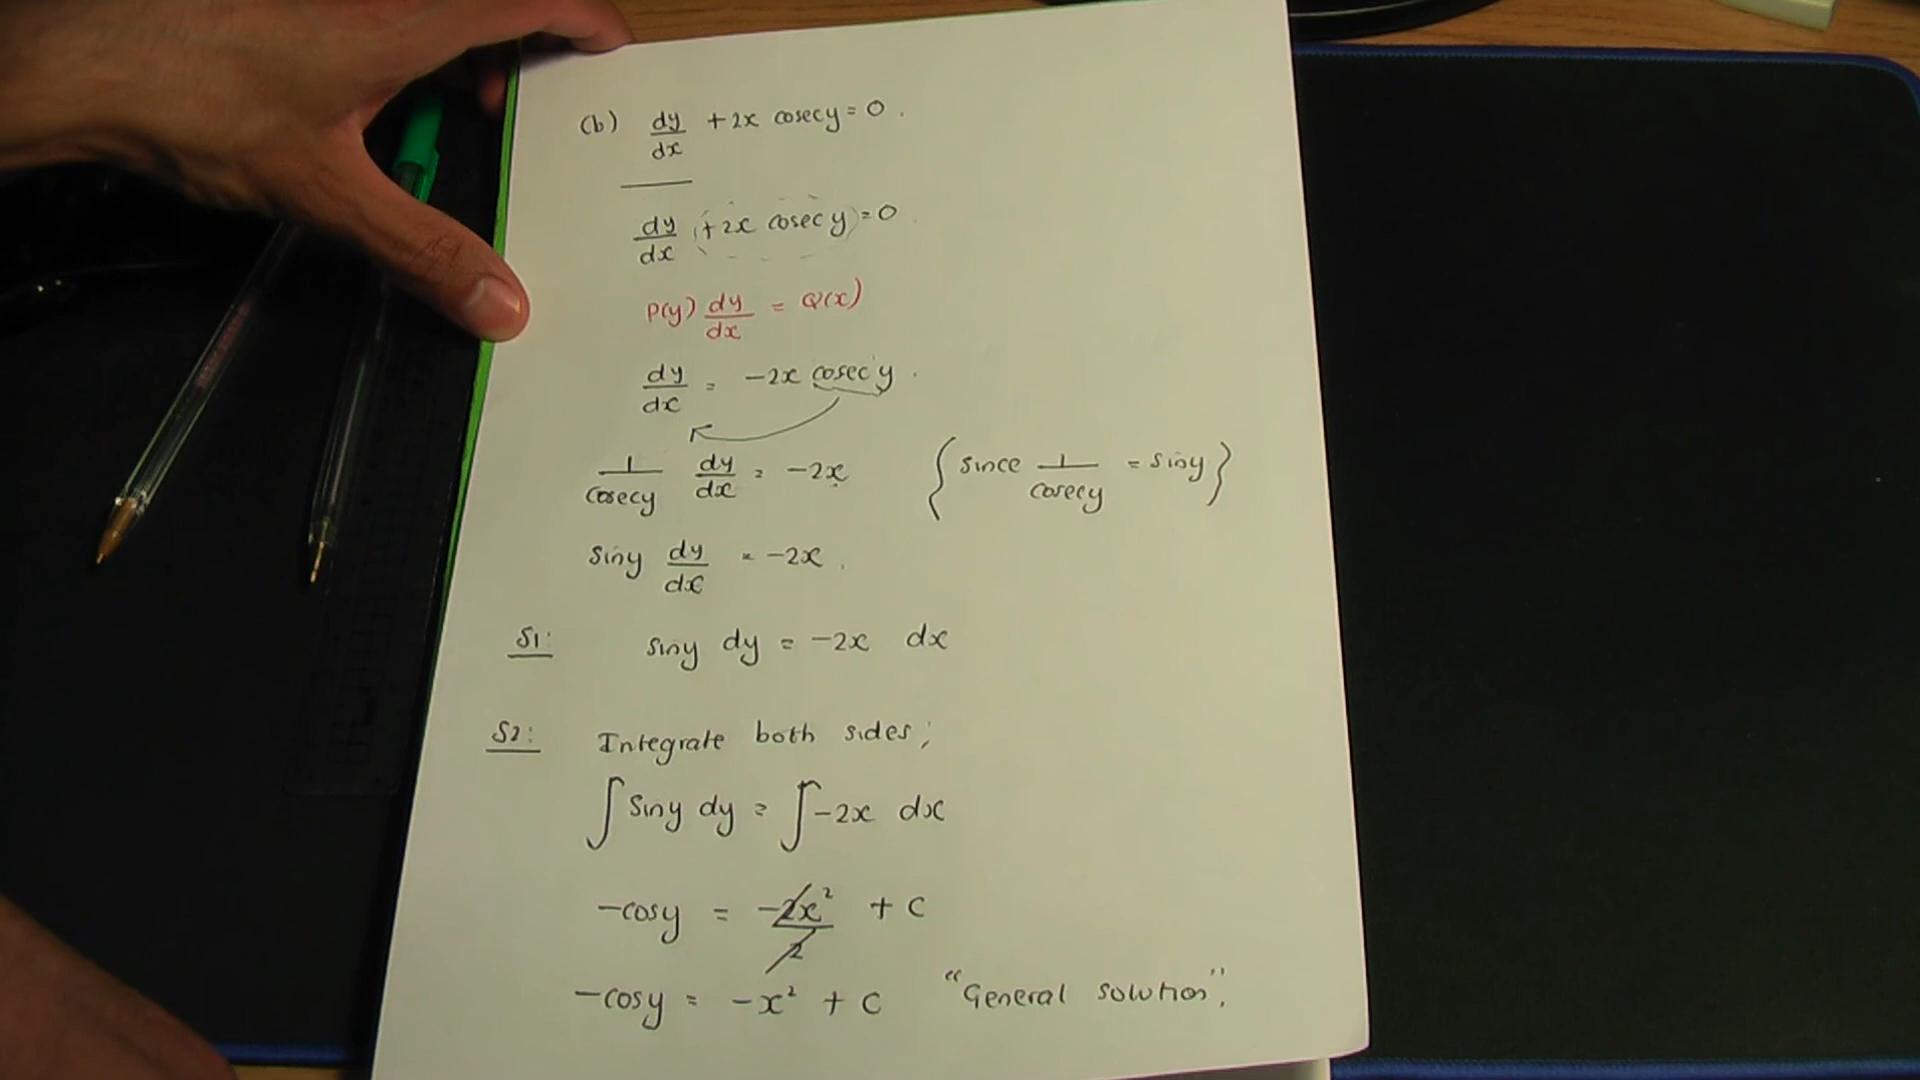 (b) dy/dx + 2x cosecy = 0.
dy/dx + 2x cosec y = 0
P(y) dy/dx = Q(x)
dy/dx = -2x cosec y.
1/cosecy dy/dx = -2x { since 1/cosecy = siny }
siny dy/dx = -2x.
S1: siny dy = -2x dx
S2: Integrate both sides;
∫ siny dy = ∫ -2x dx
-cosy = -2x²/2 + c
-cosy = -x² + c "General solution".